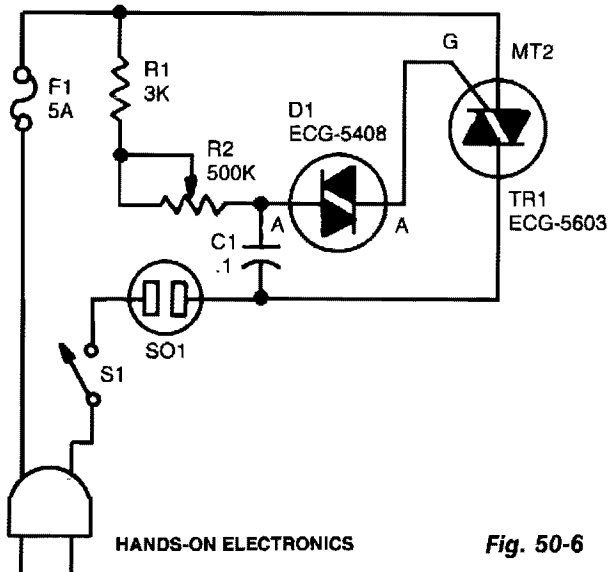 G
MT2
F1
5A
R1
3K
D1
ECG-5408
R2
500K
TR1
ECG-5603
A
A
C1
.1
SO1
S1
HANDS-ON ELECTRONICS
Fig. 50-6